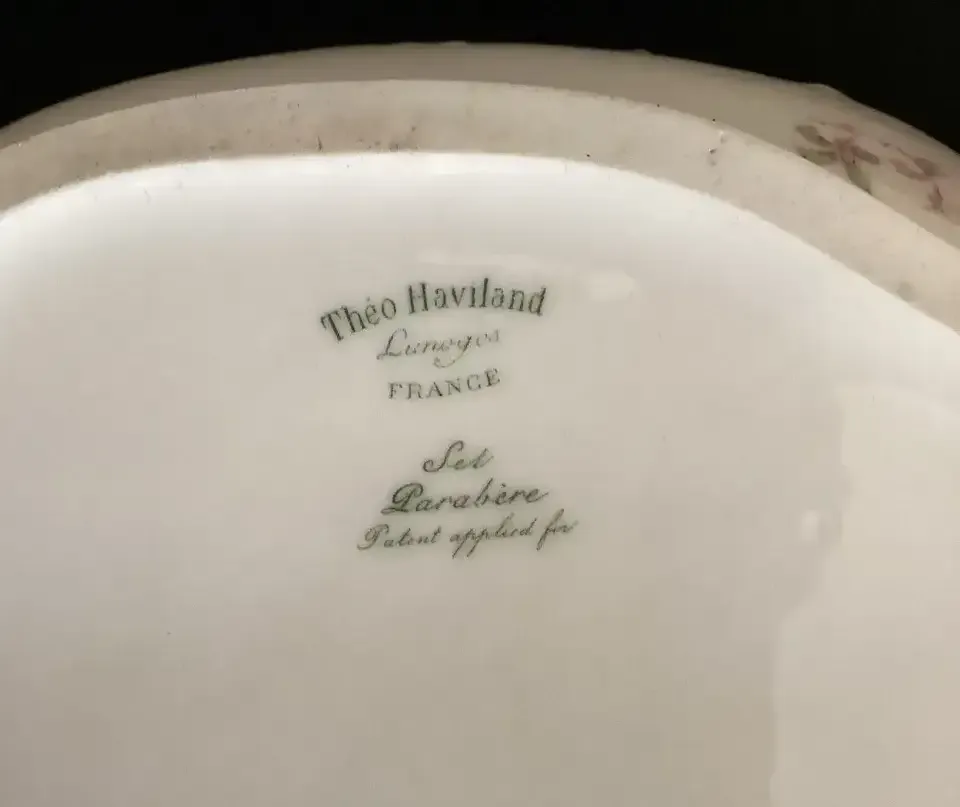 Théo Haviland
Limoges
FRANCE
Set
Parabère
Patent applied for